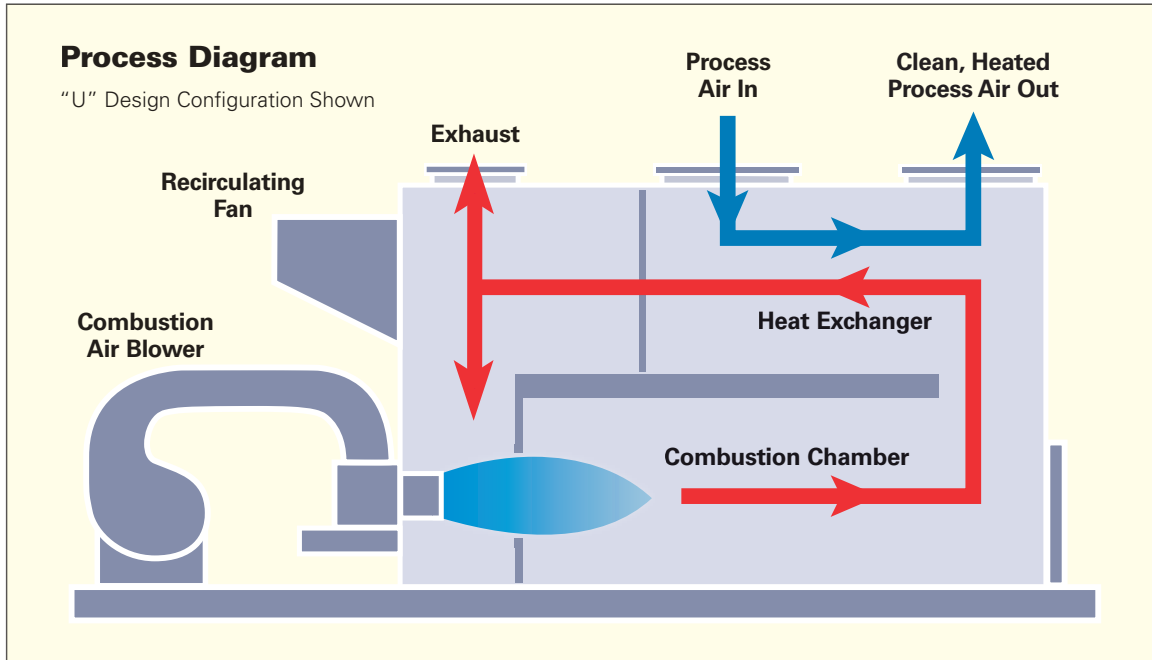 Process Diagram
“U” Design Configuration Shown
Process
Air In
Clean, Heated
Process Air Out
Exhaust
Recirculating
Fan
Combustion
Air Blower
Heat Exchanger
Combustion Chamber